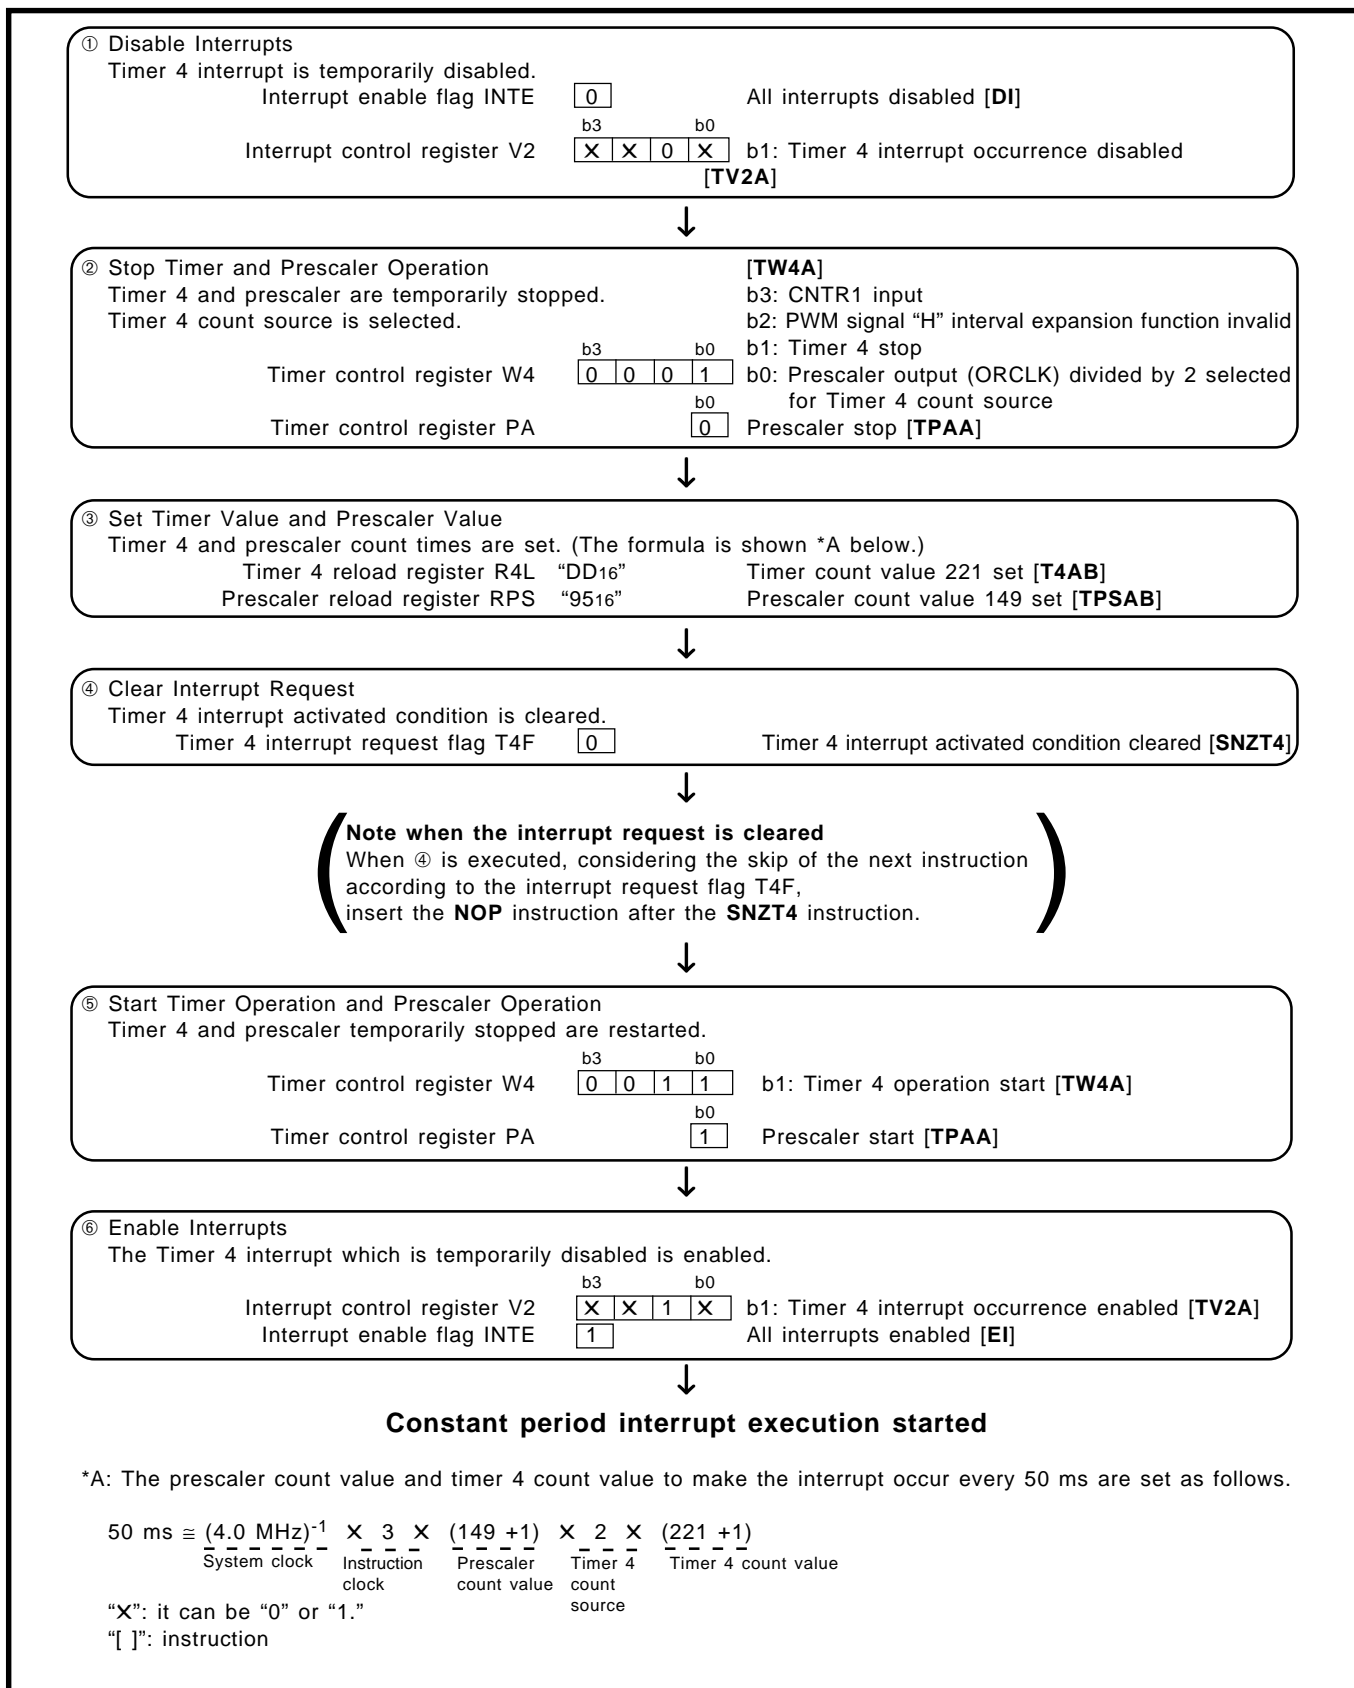 ① Disable Interrupts
Timer 4 interrupt is temporarily disabled.
Interrupt enable flag INTE 0 All interrupts disabled [DI]
b3 b0
Interrupt control register V2 ✕ ✕ 0 ✕ b1: Timer 4 interrupt occurrence disabled
[TV2A]
↓
② Stop Timer and Prescaler Operation [TW4A]
Timer 4 and prescaler are temporarily stopped. b3: CNTR1 input
Timer 4 count source is selected. b2: PWM signal “H” interval expansion function invalid
b3 b0 b1: Timer 4 stop
Timer control register W4 0 0 0 1 b0: Prescaler output (ORCLK) divided by 2 selected
b0 for Timer 4 count source
Timer control register PA 0 Prescaler stop [TPAA]
↓
③ Set Timer Value and Prescaler Value
Timer 4 and prescaler count times are set. (The formula is shown *A below.)
Timer 4 reload register R4L “DD16” Timer count value 221 set [T4AB]
Prescaler reload register RPS “9516” Prescaler count value 149 set [TPSAB]
↓
④ Clear Interrupt Request
Timer 4 interrupt activated condition is cleared.
Timer 4 interrupt request flag T4F 0 Timer 4 interrupt activated condition cleared [SNZT4]
↓
Note when the interrupt request is cleared
When ④ is executed, considering the skip of the next instruction
according to the interrupt request flag T4F,
insert the NOP instruction after the SNZT4 instruction.
↓
⑤ Start Timer Operation and Prescaler Operation
Timer 4 and prescaler temporarily stopped are restarted.
b3 b0
Timer control register W4 0 0 1 1 b1: Timer 4 operation start [TW4A]
b0
Timer control register PA 1 Prescaler start [TPAA]
↓
⑥ Enable Interrupts
The Timer 4 interrupt which is temporarily disabled is enabled.
b3 b0
Interrupt control register V2 ✕ ✕ 1 ✕ b1: Timer 4 interrupt occurrence enabled [TV2A]
Interrupt enable flag INTE 1 All interrupts enabled [EI]
↓
Constant period interrupt execution started
*A: The prescaler count value and timer 4 count value to make the interrupt occur every 50 ms are set as follows.
50 ms ≅ (4.0 MHz)-1 ✕ 3 ✕ (149 +1) ✕ 2 ✕ (221 +1)
System clock Instruction Prescaler Timer 4 Timer 4 count value
clock count value count
source
“✕”: it can be “0” or “1.”
“[ ]”: instruction